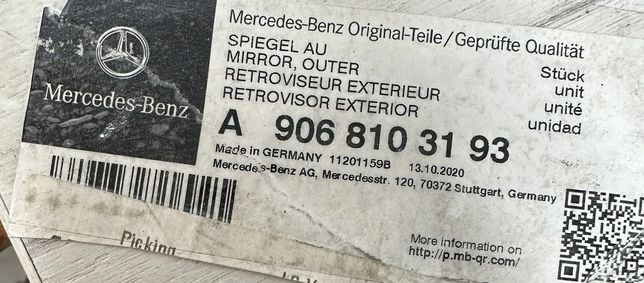 Mercedes-Benz
Mercedes-Benz Original-Teile/Geprüfte Qualität
SPIEGEL AU Stück
MIRROR, OUTER unit
RETROVISEUR EXTERIEUR unité
RETROVISOR EXTERIOR unidad
A 906 810 31 93
Made in GERMANY 11201159B 13.10.2020
Mercedes-Benz AG, Mercedesstr. 120, 70372 Stuttgart, Germany
More information on
http://p.mb-qr.com/
Picking